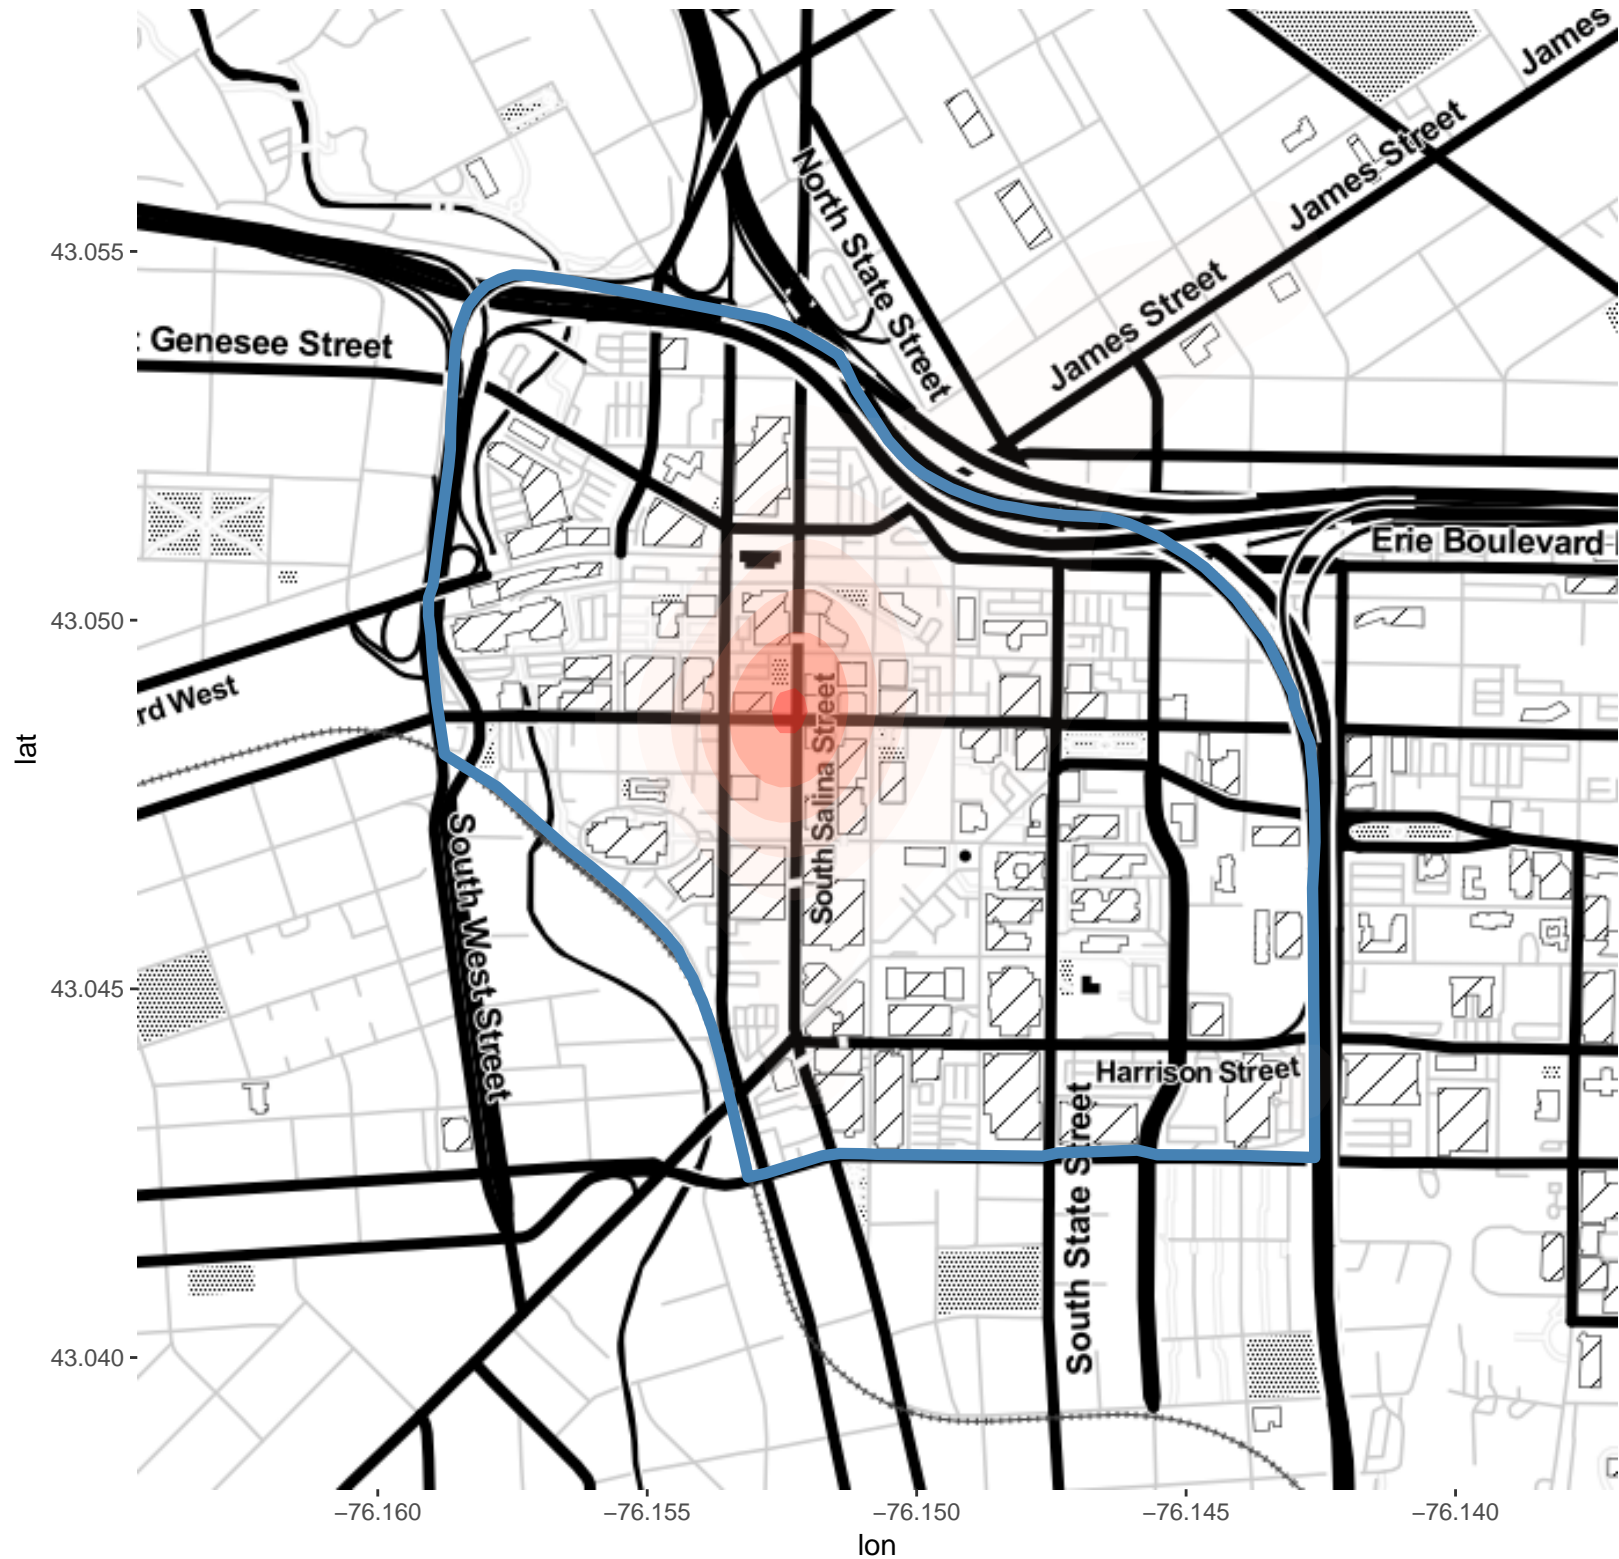 James
James Street
North State Street
James Street
James Street
43.055
: Genesee Street
Erie Boulevard
43.050
rd West
South Salina Street
lat
South West Street
43.045
Harrison Street
South State Street
43.040
−76.160
−76.155
−76.150
−76.145
−76.140
lon